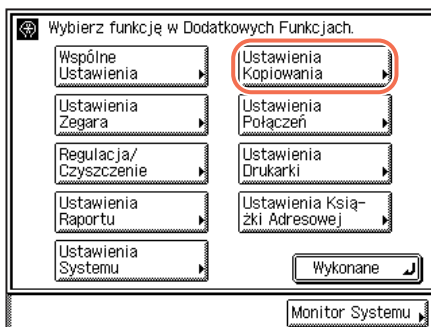 Wybierz funkcję w Dodatkowych Funkcjach.
Wspólne
Ustawienia
Ustawienia
Kopiowania
Ustawienia
Zegara
Ustawienia
Połączeń
Regulacja/
Czyszczenie
Ustawienia
Drukarki
Ustawienia
Raportu
Ustawienia Ksią-
żki Adresowej
Ustawienia
Systemu
Wykonane
Monitor Systemu